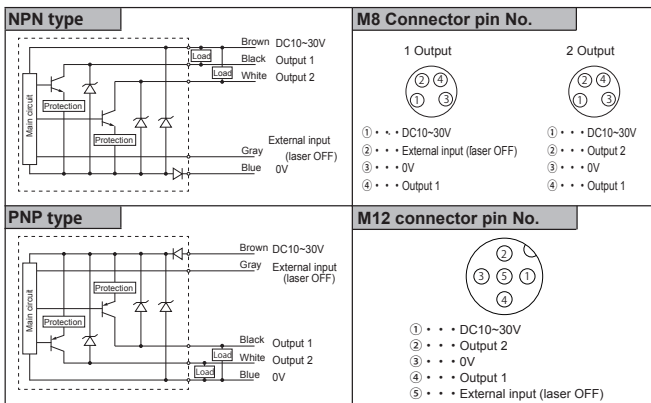 NPN type
Brown DC10~30V
Load
Black Output 1
Load
White Output 2
Protection
Main circuit
Protection
External input
Gray (laser OFF)
Blue 0V
M8 Connector pin No.
1 Output 2 Output
② ④ ② ④
① ③ ① ③
①・・・DC10~30V ①・・・DC10~30V
②・・・External input (laser OFF) ②・・・Output 2
③・・・0V ③・・・0V
④・・・Output 1 ④・・・Output 1
PNP type
Brown DC10~30V
Gray External input
(laser OFF)
Protection
Main circuit
Protection
Black Output 1
Load
White Output 2
Load
Blue 0V
M12 connector pin No.
②
③ ⑤ ①
④
①・・・DC10~30V
②・・・Output 2
③・・・0V
④・・・Output 1
⑤・・・External input (laser OFF)